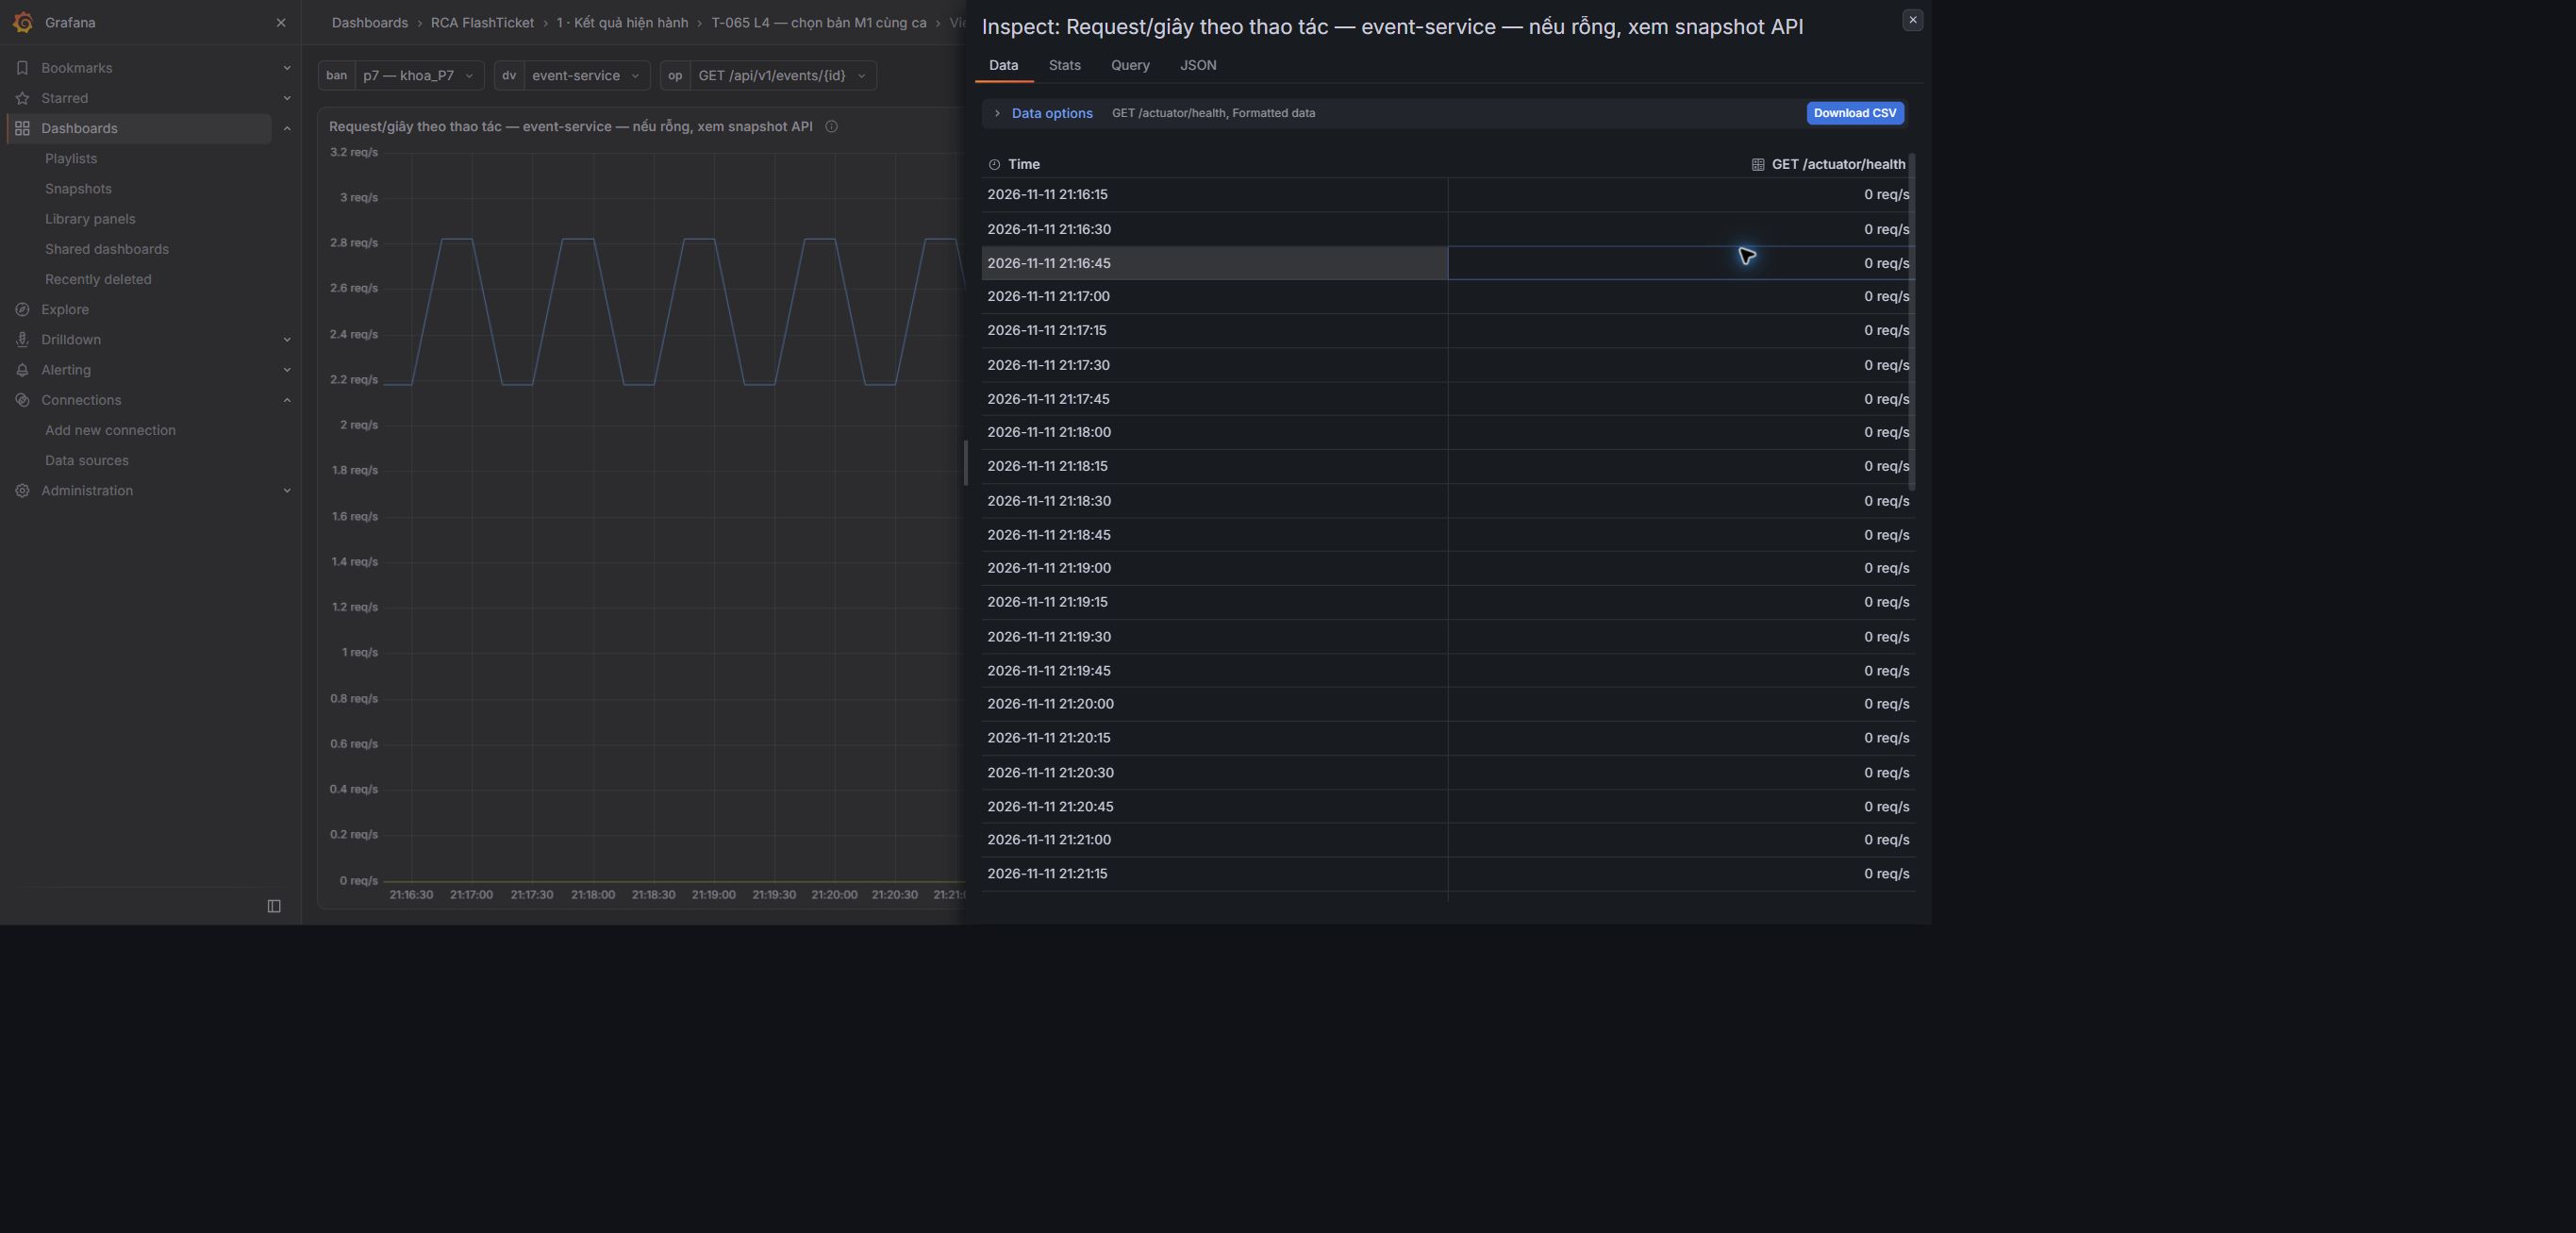 Grafana
Bookmarks
Starred
Dashboards
Playlists
Snapshots
Library panels
Shared dashboards
Recently deleted
Explore
Drilldown
Alerting
Connections
Add new connection
Data sources
Administration
Dashboards › RCA FlashTicket › 1 · Kết quả hiện hành › T-065 L4 — chọn bản M1 cùng ca ›
ban p7 — khoa_P7 dv event-service op GET /api/v1/events/{id}
Request/giây theo thao tác — event-service — nếu rỗng, xem snapshot API
3.2 req/s
3 req/s
2.8 req/s
2.6 req/s
2.4 req/s
2.2 req/s
2 req/s
1.8 req/s
1.6 req/s
1.4 req/s
1.2 req/s
1 req/s
0.8 req/s
0.6 req/s
0.4 req/s
0.2 req/s
0 req/s
21:16:30 21:17:00 21:17:30 21:18:00 21:18:30 21:19:00 21:19:30 21:20:00 21:20:30
Inspect: Request/giây theo thao tác — event-service — nếu rỗng, xem snapshot API
Data Stats Query JSON
Data options GET /actuator/health, Formatted data Download CSV
Time GET /actuator/health
2026-11-11 21:16:15 0 req/s
2026-11-11 21:16:30 0 req/s
2026-11-11 21:16:45 0 req/s
2026-11-11 21:17:00 0 req/s
2026-11-11 21:17:15 0 req/s
2026-11-11 21:17:30 0 req/s
2026-11-11 21:17:45 0 req/s
2026-11-11 21:18:00 0 req/s
2026-11-11 21:18:15 0 req/s
2026-11-11 21:18:30 0 req/s
2026-11-11 21:18:45 0 req/s
2026-11-11 21:19:00 0 req/s
2026-11-11 21:19:15 0 req/s
2026-11-11 21:19:30 0 req/s
2026-11-11 21:19:45 0 req/s
2026-11-11 21:20:00 0 req/s
2026-11-11 21:20:15 0 req/s
2026-11-11 21:20:30 0 req/s
2026-11-11 21:20:45 0 req/s
2026-11-11 21:21:00 0 req/s
2026-11-11 21:21:15 0 req/s